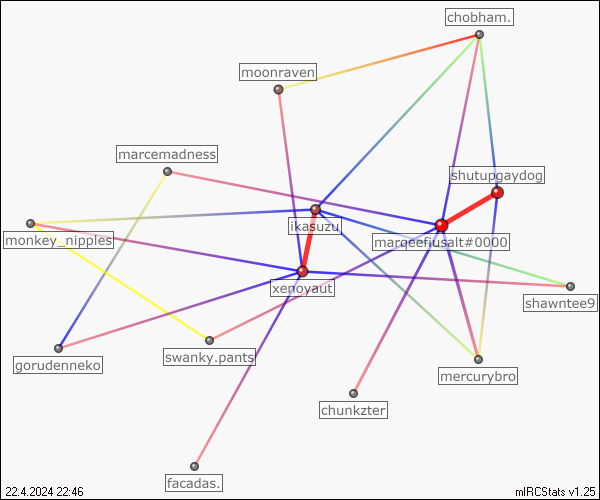 chobham.
moonraven
marcemadness
shutupgaydog
ikasuzu
monkey_nipples
marqeefiusalt#0000
xenoyaut
shawntee9
swanky.pants
gorudenneko
mercurybro
chunkzter
facadas.
22.4.2024 22:46
mIRCStats v1.25